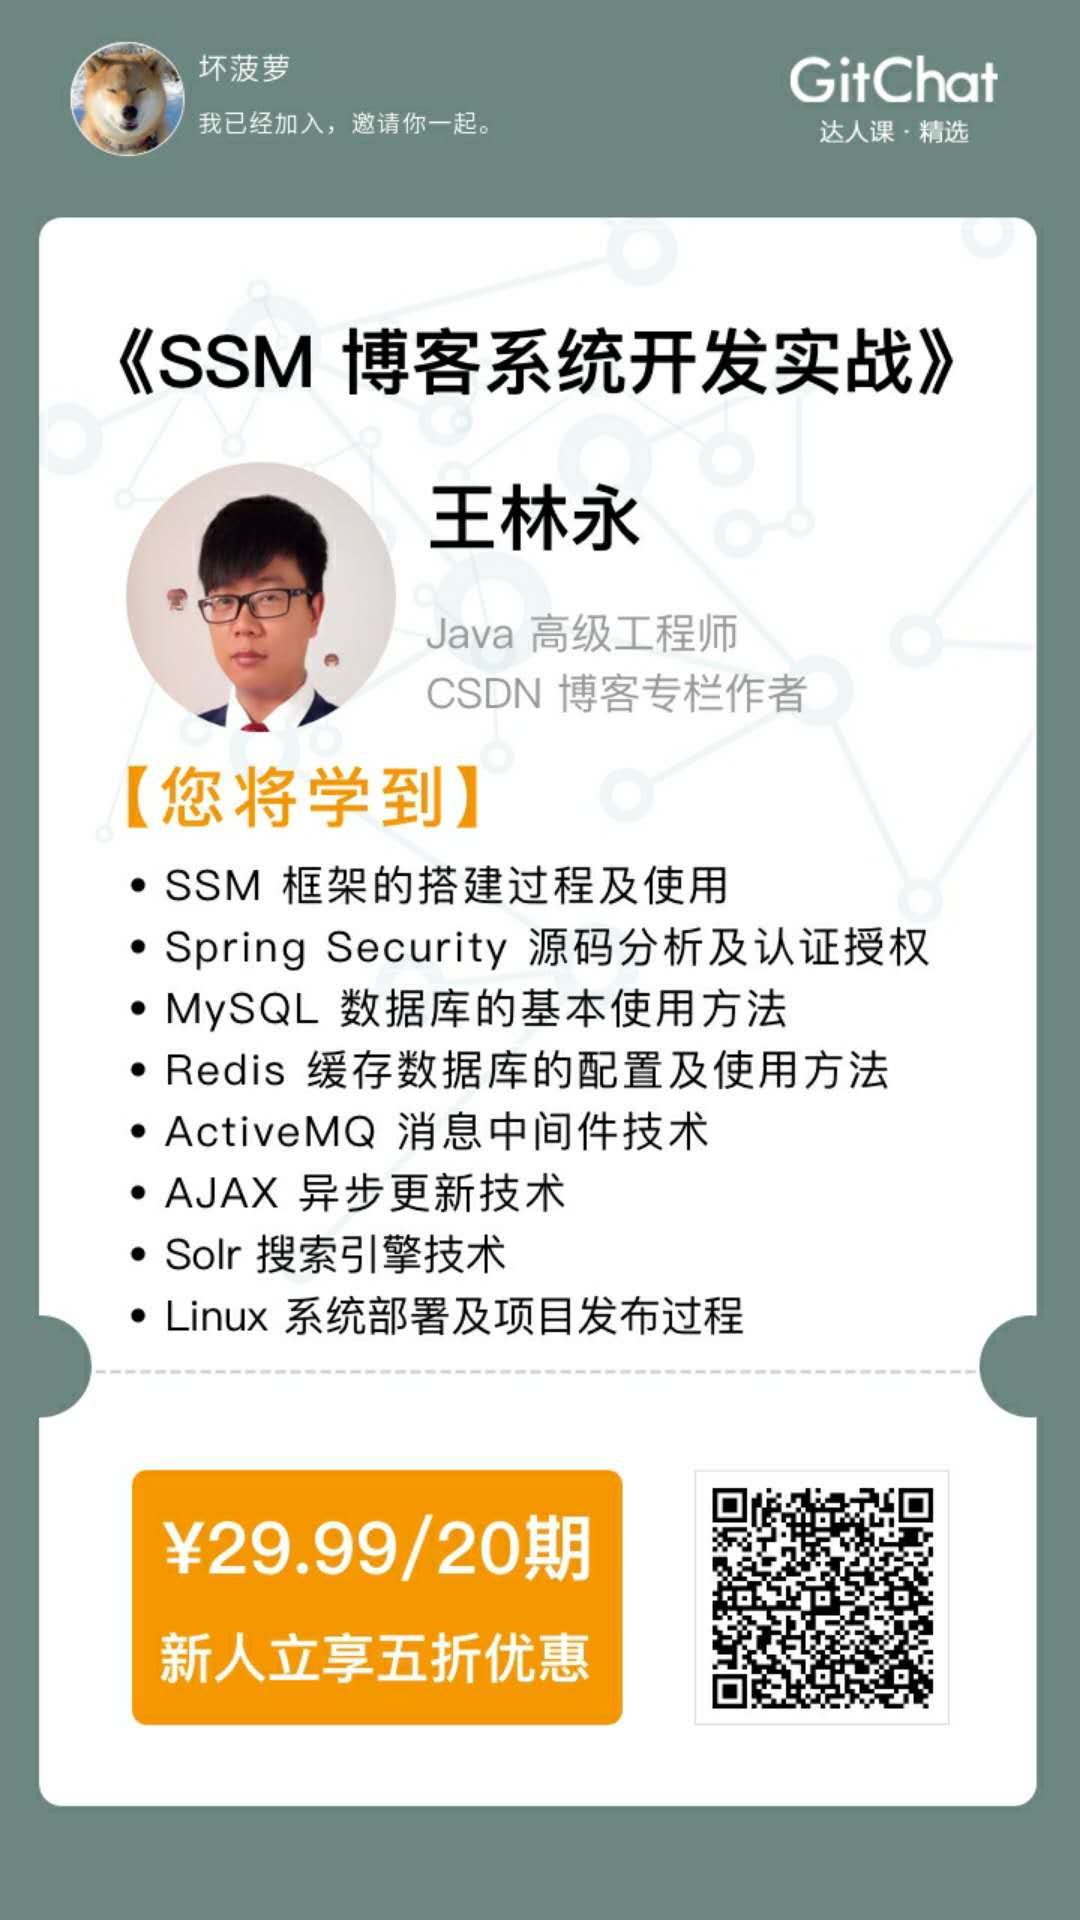 坏菠萝
我已经加入，邀请你一起。
GitChat
达人课·精选
《SSM 博客系统开发实战》
王林永
Java 高级工程师
CSDN 博客专栏作者
【您将学到】
• SSM 框架的搭建过程及使用
• Spring Security 源码分析及认证授权
• MySQL 数据库的基本使用方法
• Redis 缓存数据库的配置及使用方法
• ActiveMQ 消息中间件技术
• AJAX 异步更新技术
• Solr 搜索引擎技术
• Linux 系统部署及项目发布过程
¥29.99/20期
新人立享五折优惠